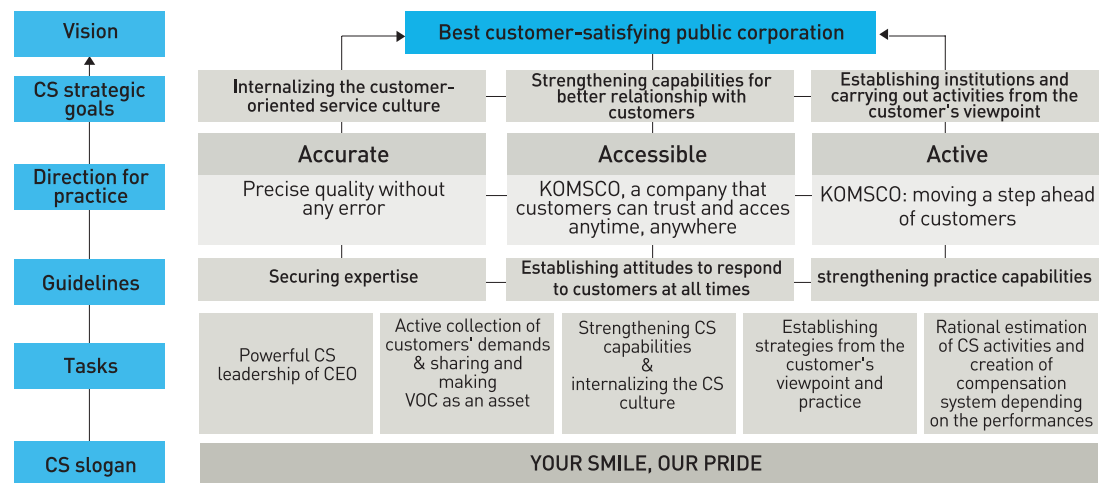 Vision
Best customer-satisfying public corporation
CS strategic
goals
Internalizing the customer-
oriented service culture
Strengthening capabilities for
better relationship with
customers
Establishing institutions and
carrying out activities from the
customer's viewpoint
Direction for
practice
Accurate
Precise quality without
any error
Accessible
KOMSCO, a company that
customers can trust and acces
anytime, anywhere
Active
KOMSCO: moving a step ahead
of customers
Guidelines
Securing expertise
Establishing attitudes to respond
to customers at all times
strengthening practice capabilities
Tasks
Powerful CS
leadership of CEO
Active collection of
customers' demands
& sharing and
making
VOC as an asset
Strengthening CS
capabilities
&
internalizing the CS
culture
Establishing
strategies from the
customer's
viewpoint and
practice
Rational estimation
of CS activities and
creation of
compensation
system depending
on the performances
CS slogan
YOUR SMILE, OUR PRIDE